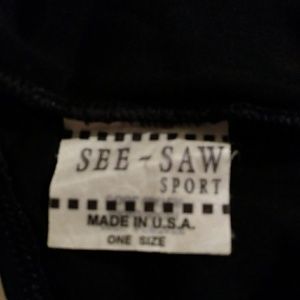 SEE ~ SAW
SPORT
MADE IN U.S.A.
ONE SIZE